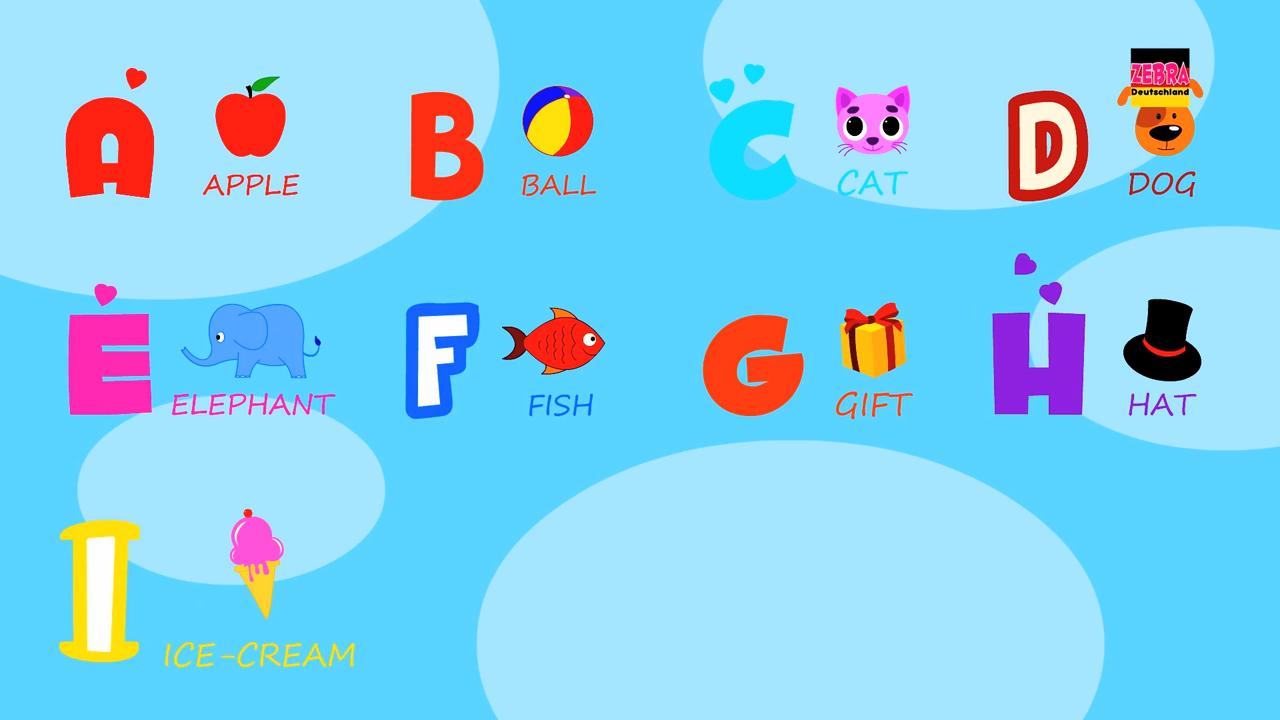 A APPLE
B BALL
C CAT
D DOG
ZEBRA
Deutschland
E ELEPHANT
F FISH
G GIFT
H HAT
I ICE-CREAM